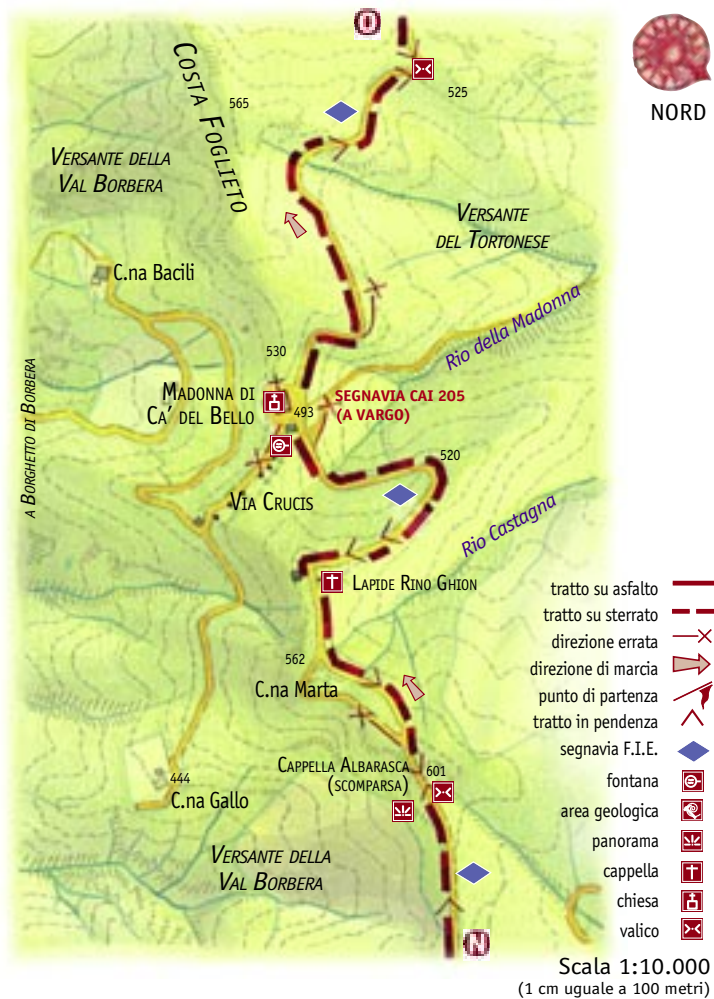 O
NORD
525
COSTA FOGLIETO
565
VERSANTE DELLA
VAL BORBERA
VERSANTE
DEL TORTONESE
C.na Bacili
Rio della Madonna
530
MADONNA DI
CA' DEL BELLO
493
SEGNAVIA CAI 205
(A VARGO)
A BORGHETTO DI BORBERA
520
VIA CRUCIS
Rio Castagna
LAPIDE RINO GHION
562
C.na Marta
CAPPELLA ALBARASCA
(SCOMPARSA)
601
444
C.na Gallo
VERSANTE DELLA
VAL BORBERA
N
tratto su asfalto
tratto su sterrato
direzione errata
direzione di marcia
punto di partenza
tratto in pendenza
segnavia F.I.E.
fontana
area geologica
panorama
cappella
chiesa
valico
Scala 1:10.000
(1 cm uguale a 100 metri)